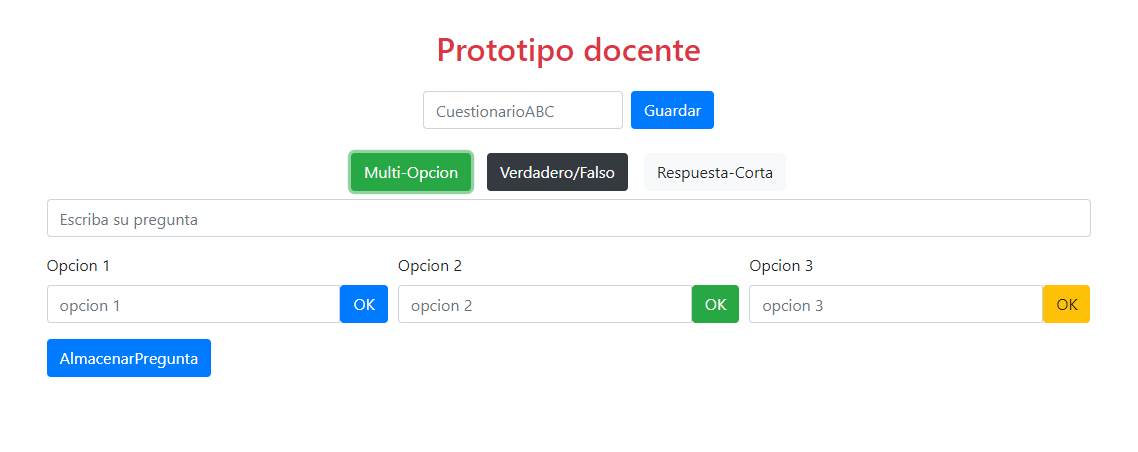 Prototipo docente
CuestionarioABC Guardar
Multi-Opcion Verdadero/Falso Respuesta-Corta
Escriba su pregunta
Opcion 1 Opcion 2 Opcion 3
opcion 1 OK opcion 2 OK opcion 3 OK
AlmacenarPregunta